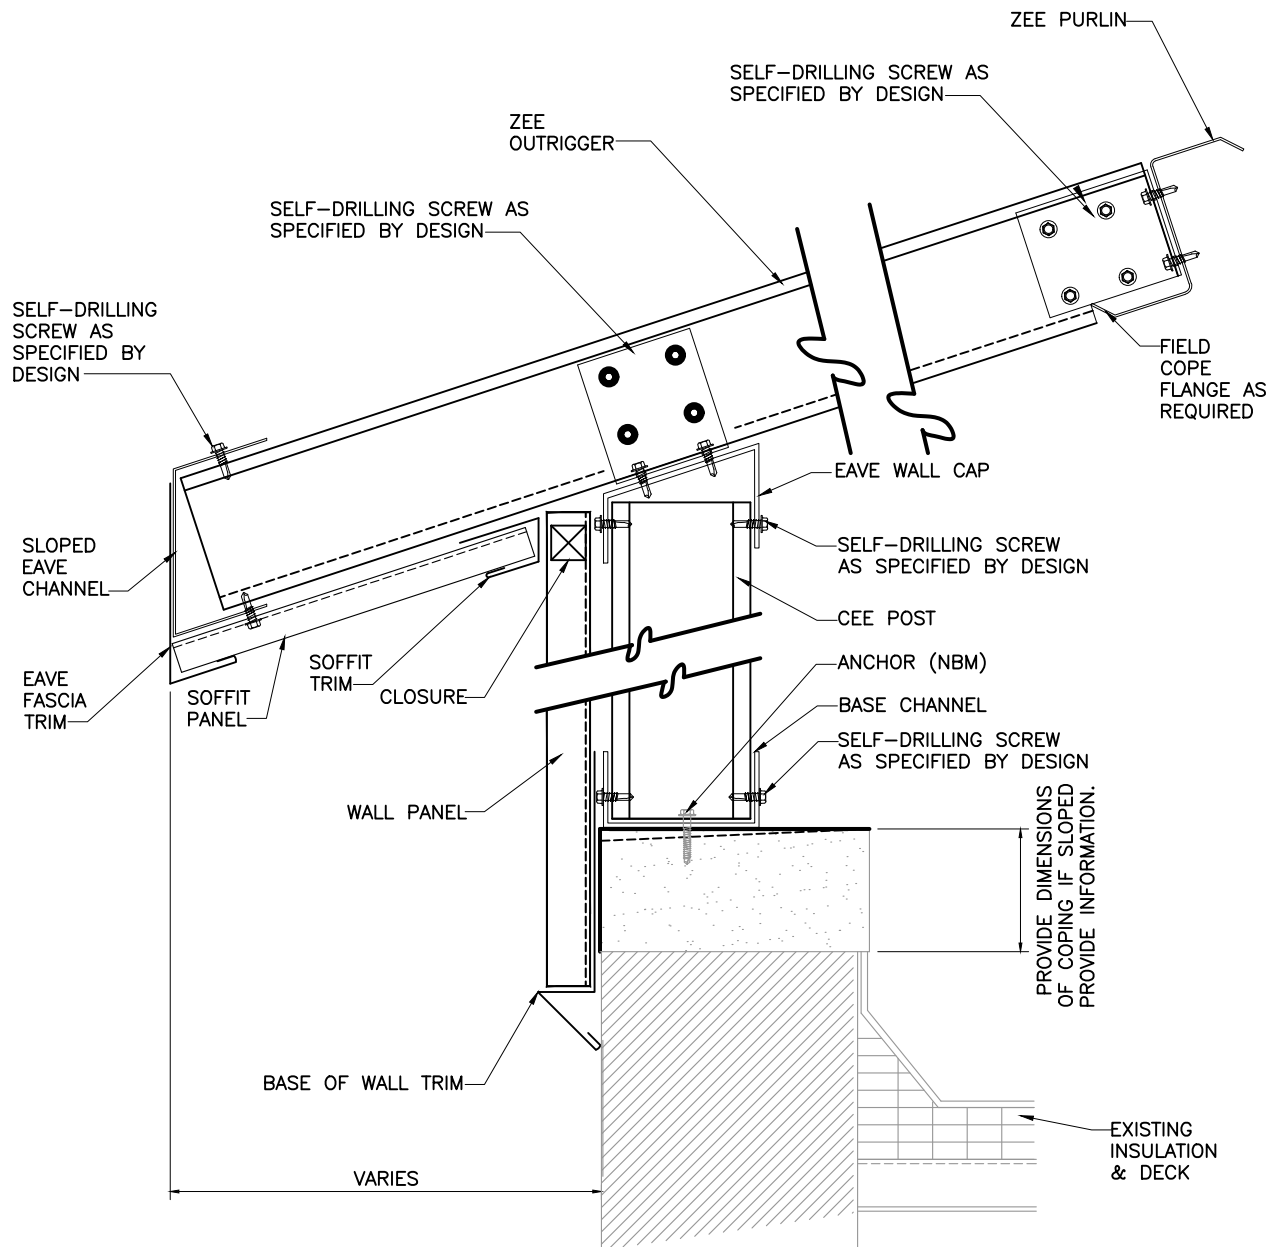 ZEE PURLIN
SELF-DRILLING SCREW AS
SPECIFIED BY DESIGN
ZEE
OUTRIGGER
SELF-DRILLING SCREW AS
SPECIFIED BY DESIGN
SELF-DRILLING
SCREW AS
SPECIFIED BY
DESIGN
FIELD
COPE
FLANGE AS
REQUIRED
EAVE WALL CAP
SLOPED
EAVE
CHANNEL
SELF-DRILLING SCREW
AS SPECIFIED BY DESIGN
CEE POST
EAVE
FASCIA
TRIM
SOFFIT
PANEL
SOFFIT
TRIM
CLOSURE
ANCHOR (NBM)
BASE CHANNEL
SELF-DRILLING SCREW
AS SPECIFIED BY DESIGN
WALL PANEL
PROVIDE DIMENSIONS
OF COPING IF SLOPED
PROVIDE INFORMATION.
BASE OF WALL TRIM
EXISTING
INSULATION
& DECK
VARIES